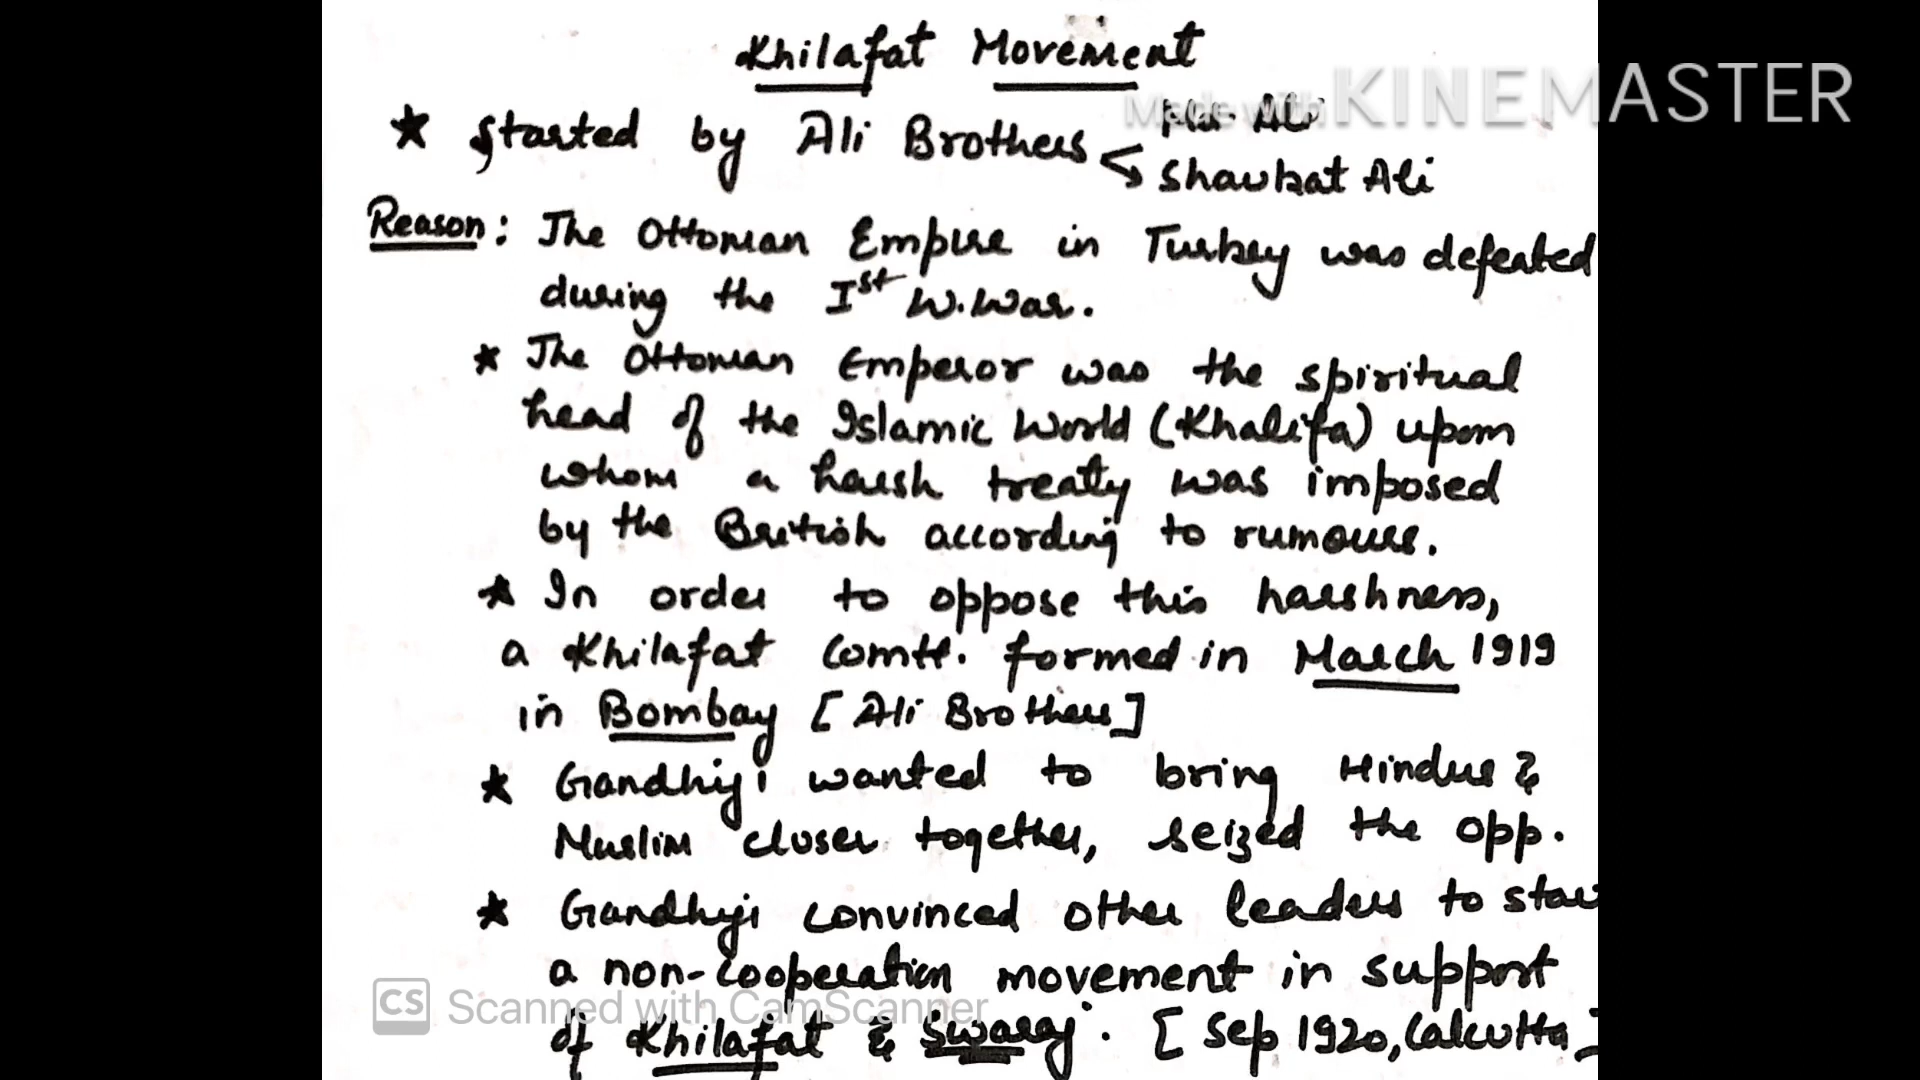 Khilafat Movement
Made with KINEMASTER
★ Started by Ali Brothers Ali
Shaukat Ali
Reason: The Ottoman Empire in Turkey was defeated
during the Ist W.War.
★ The Ottoman Emperor was the spiritual
head of the Islamic World (Khalifa) upon
whom a harsh treaty was imposed
by the British according to rumours.
★ In order to oppose this harshness,
a Khilafat comtt. formed in March 1919
in Bombay [Ali Brothers]
★ Gandhiji wanted to bring Hindus &
Muslim closer together, seized the opp.
★ Gandhiji convinced other leaders to star
a non-cooperation movement in support
CS Scanned with CamScanner
of Khilafat & Swaraj. [Sep 1920, Calcutta]